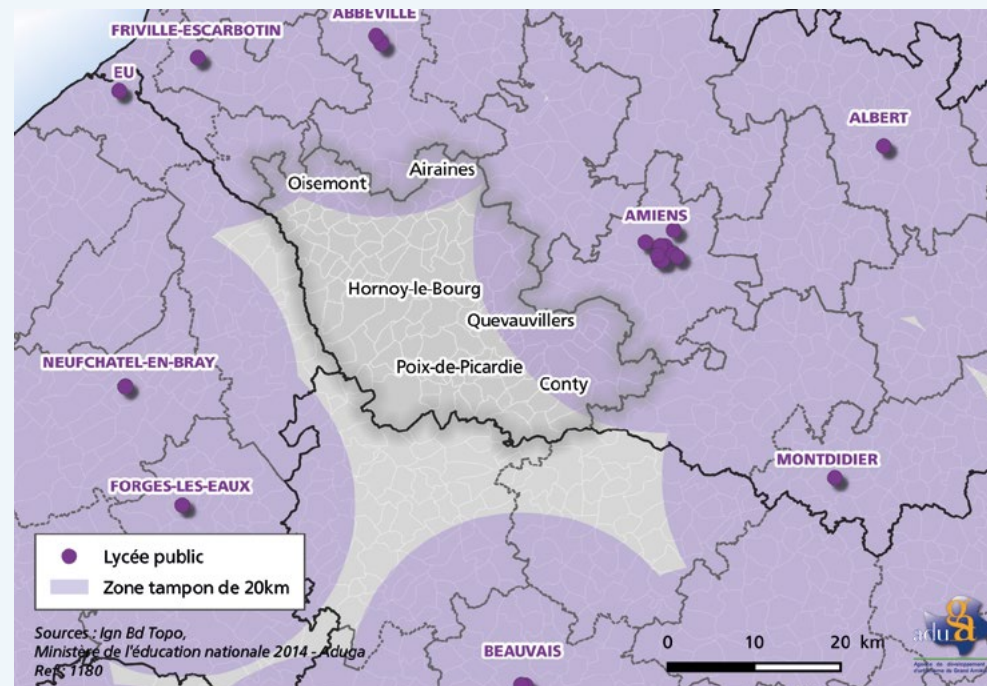 ABBEVILLE
FRIVILLE-ESCARBOTIN
EU
ALBERT
Airaines
Oisemont
AMIENS
Hornoy-le-Bourg
Quevauvillers
NEUFCHATEL-EN-BRAY
Poix-de-Picardie
Conty
MONTDIDIER
FORGES-LES-EAUX
Lycée public
Zone tampon de 20km
Sources : Ign Bd Topo,
Ministère de l'éducation nationale 2014 - Aduga
Ref : 1180
BEAUVAIS
0 10 20 km
aduga